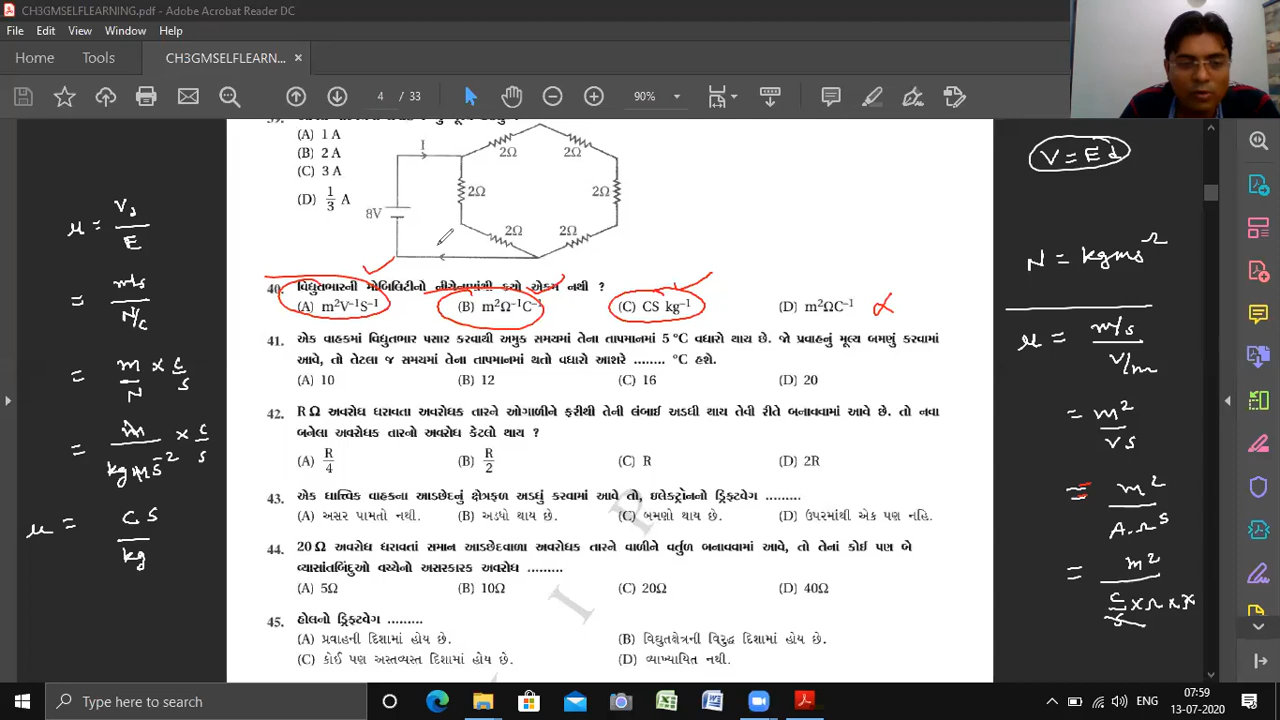 CH3GMSELFLEARNING.pdf - Adobe Acrobat Reader DC
File Edit View Window Help
Home Tools CH3GMSELFLEARN... ×
4 / 33 90%
39.
(A) 1 A
(B) 2 A
(C) 3 A
(D) 1/3 A
I
2Ω 2Ω
2Ω 2Ω
8V
2Ω 2Ω
40. વિદ્યુતભારની મોબિલિટીનો નીચેનામાંથી કયો એકમ નથી ?
(A) m²V⁻¹S⁻¹ (B) m²Ω⁻¹C⁻¹ (C) CS kg⁻¹ (D) m²ΩC⁻¹
41. એક વાહકમાં વિદ્યુતભાર પસાર કરવાથી અમુક સમયમાં તેના તાપમાનમાં 5 °C વધારો થાય છે. જો પ્રવાહનું મૂલ્ય બમણું કરવામાં
આવે, તો તેટલા જ સમયમાં તેના તાપમાનમાં થતો વધારો આશરે ........ °C હશે.
(A) 10 (B) 12 (C) 16 (D) 20
42. R Ω અવરોધ ધરાવતા અવરોધક તારને ઓગાળીને ફરીથી તેની લંબાઈ અડધી થાય તેવી રીતે બનાવવામાં આવે છે. તો નવા
બનેલા અવરોધક તારનો અવરોધ કેટલો થાય ?
(A) R/4 (B) R/2 (C) R (D) 2R
43. એક ધાત્ત્વિક વાહકના આડછેદનું ક્ષેત્રફળ અડધું કરવામાં આવે તો, ઇલેક્ટ્રોનનો ડ્રિફ્ટવેગ .........
(A) અસર પામતો નથી. (B) અડધો થાય છે. (C) બમણો થાય છે. (D) ઉપરમાંથી એક પણ નહિ.
44. 20 Ω અવરોધ ધરાવતાં સમાન આડછેદવાળા અવરોધક તારને વાળીને વર્તુળ બનાવવામાં આવે, તો તેનાં કોઈ પણ બે
વ્યાસાંતબિંદુઓ વચ્ચેનો અસરકારક અવરોધ .........
(A) 5Ω (B) 10Ω (C) 20Ω (D) 40Ω
45. હોલનો ડ્રિફ્ટવેગ .........
(A) પ્રવાહની દિશામાં હોય છે. (B) વિદ્યુતક્ષેત્રની વિરુદ્ધ દિશામાં હોય છે.
(C) કોઈ પણ અસ્તવ્યસ્ત દિશામાં હોય છે. (D) વ્યાખ્યાયિત નથી.
μ = Vd/E
= m/s / N/C
= m/N × C/s
= m/kgms⁻² × C/s
μ = CS/kg
V = Ed
N = kgms⁻²
μ = m/s / V/m
= m²/VS
= m²/A.Ω S
= m²
Type here to search
ENG
07:59
13-07-2020